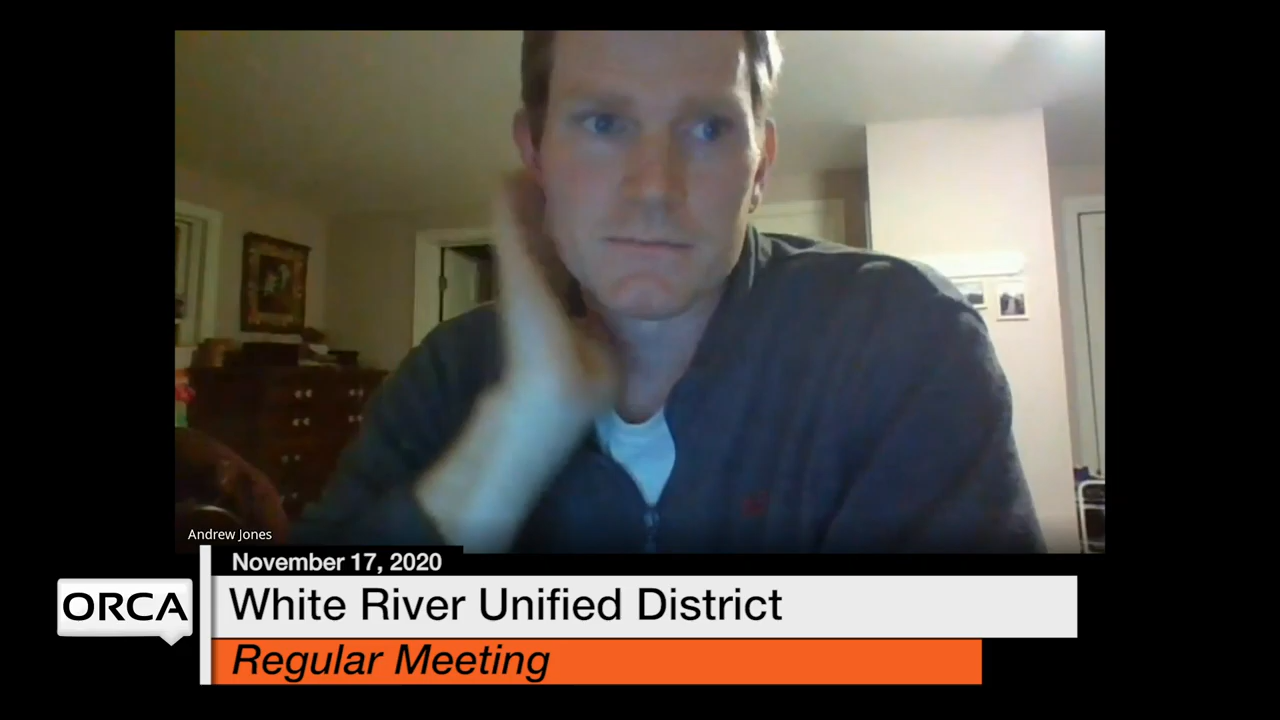 Andrew Jones
November 17, 2020
ORCA
White River Unified District
Regular Meeting